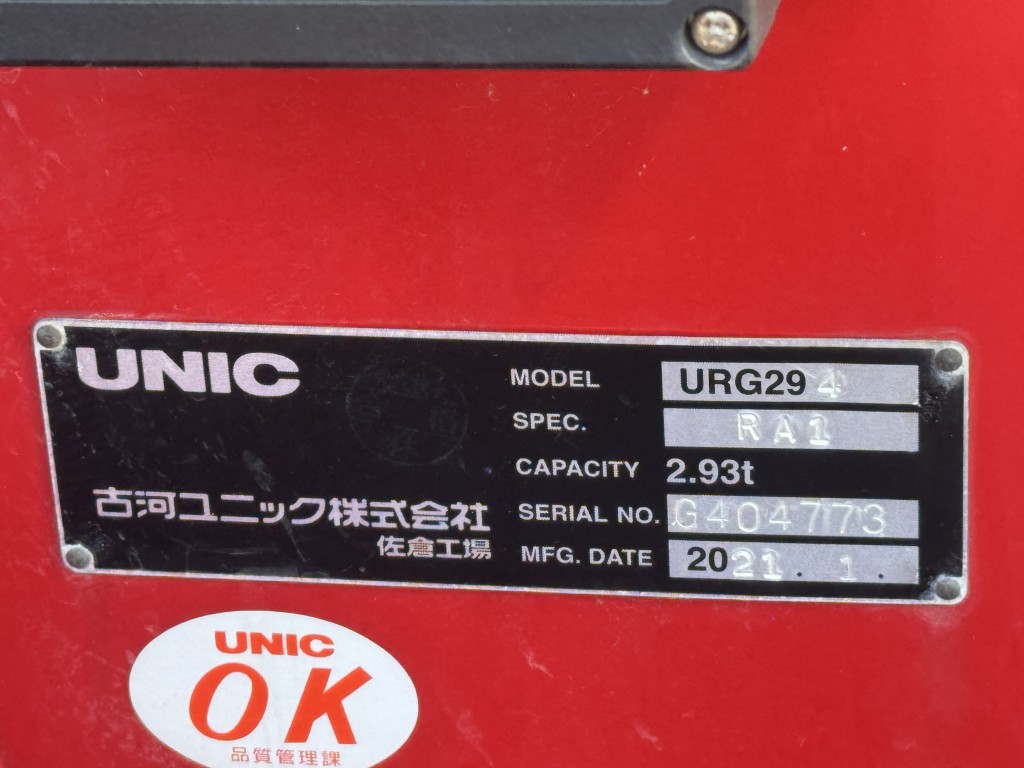 UNIC
MODEL URG294
SPEC. RA1
CAPACITY 2.93t
SERIAL NO. G404773
MFG. DATE 2021.1.
古河ユニック株式会社
佐倉工場
UNIC
OK
品質管理課